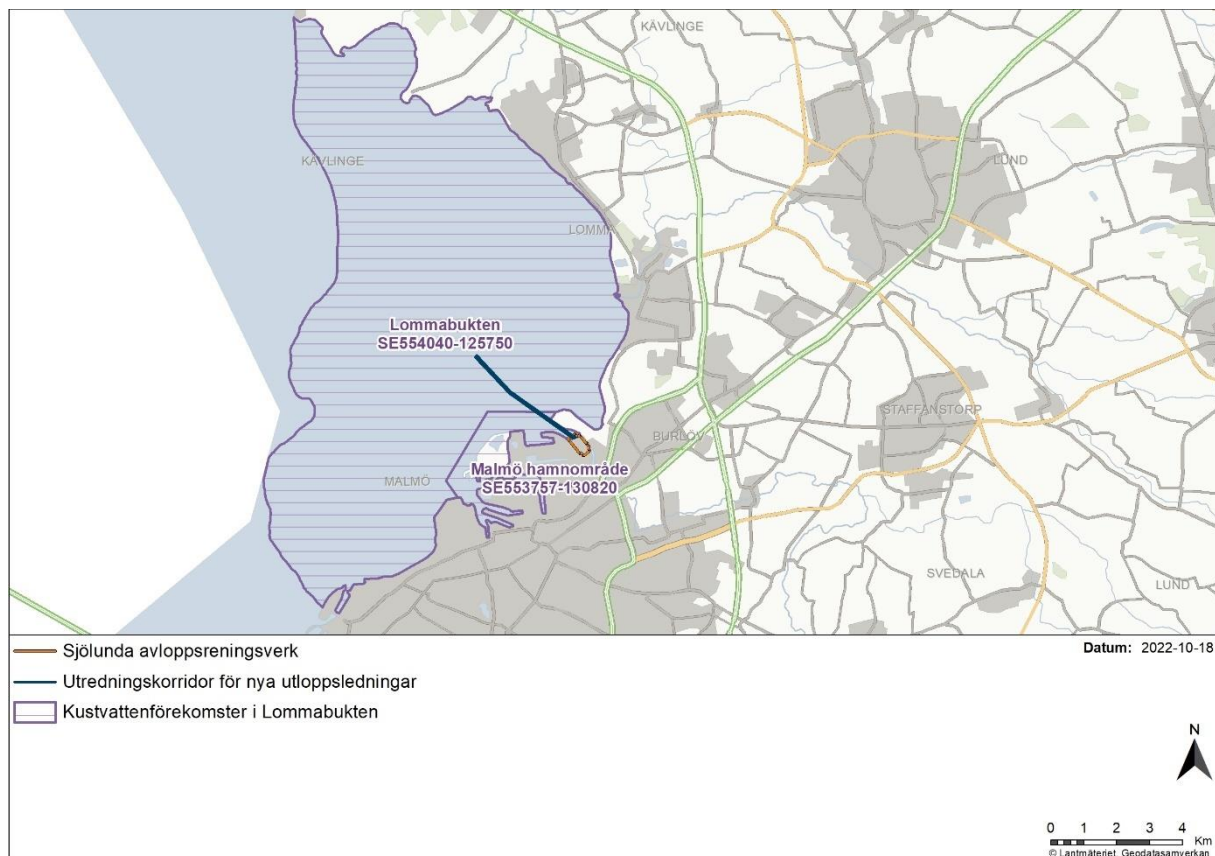 KÄVLINGE
KÄVLINGE
LUND
LOMMA
Lommabukten
SE554040-125750
STAFFANSTORP
BURLÖV
Malmö hamnområde
SE553757-130820
MALMÖ
SVEDALA
LUND
Sjölunda avloppsreningsverk
Datum: 2022-10-18
Utredningskorridor för nya utloppsledningar
Kustvattenförekomster i Lommabukten
N
0 1 2 3 4
Km
© Lantmäteriet, Geodatasamverkan